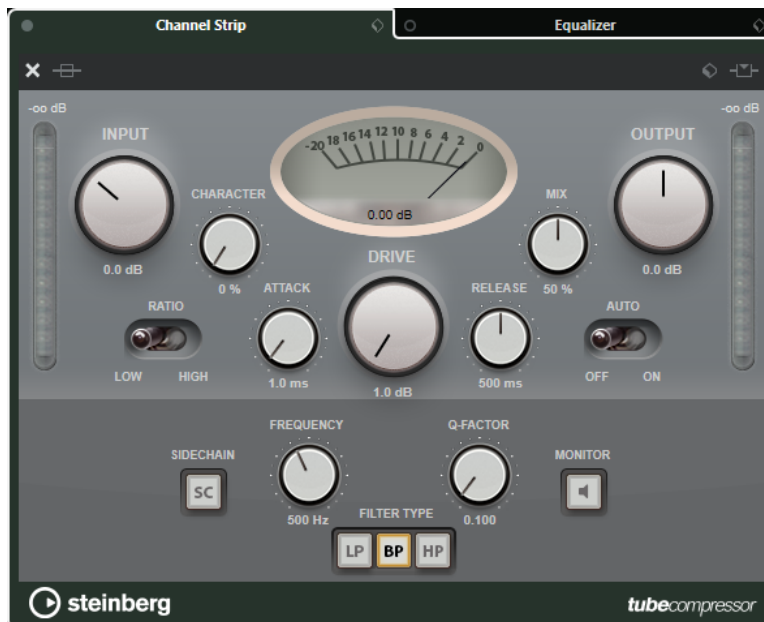 Channel Strip
Equalizer
-oo dB
-oo dB
INPUT
OUTPUT
-20 18 16 14 12 10 8 6 4 2 0
0.00 dB
CHARACTER
MIX
0.0 dB
0.0 dB
0 %
50 %
DRIVE
ATTACK
RELEASE
RATIO
AUTO
LOW
HIGH
1.0 ms
1.0 dB
500 ms
OFF
ON
FREQUENCY
Q-FACTOR
SIDECHAIN
MONITOR
SC
500 Hz
FILTER TYPE
0.100
LP
BP
HP
steinberg
tubecompressor